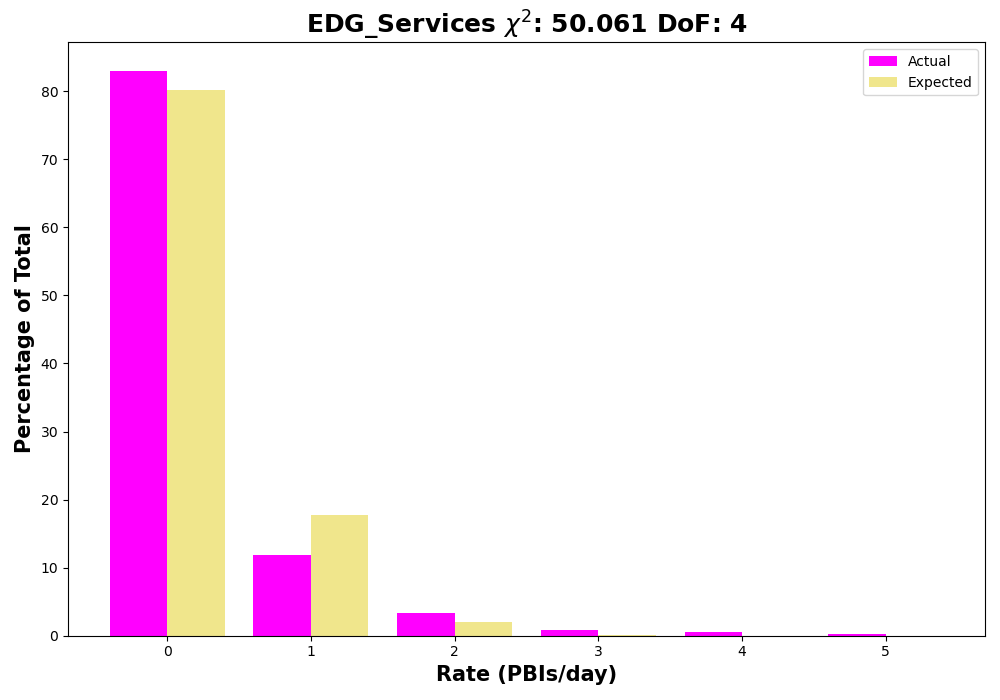 EDG_Services χ²: 50.061 DoF: 4
Actual
Expected
Percentage of Total
80
70
60
50
40
30
20
10
0
0 1 2 3 4 5
Rate (PBIs/day)